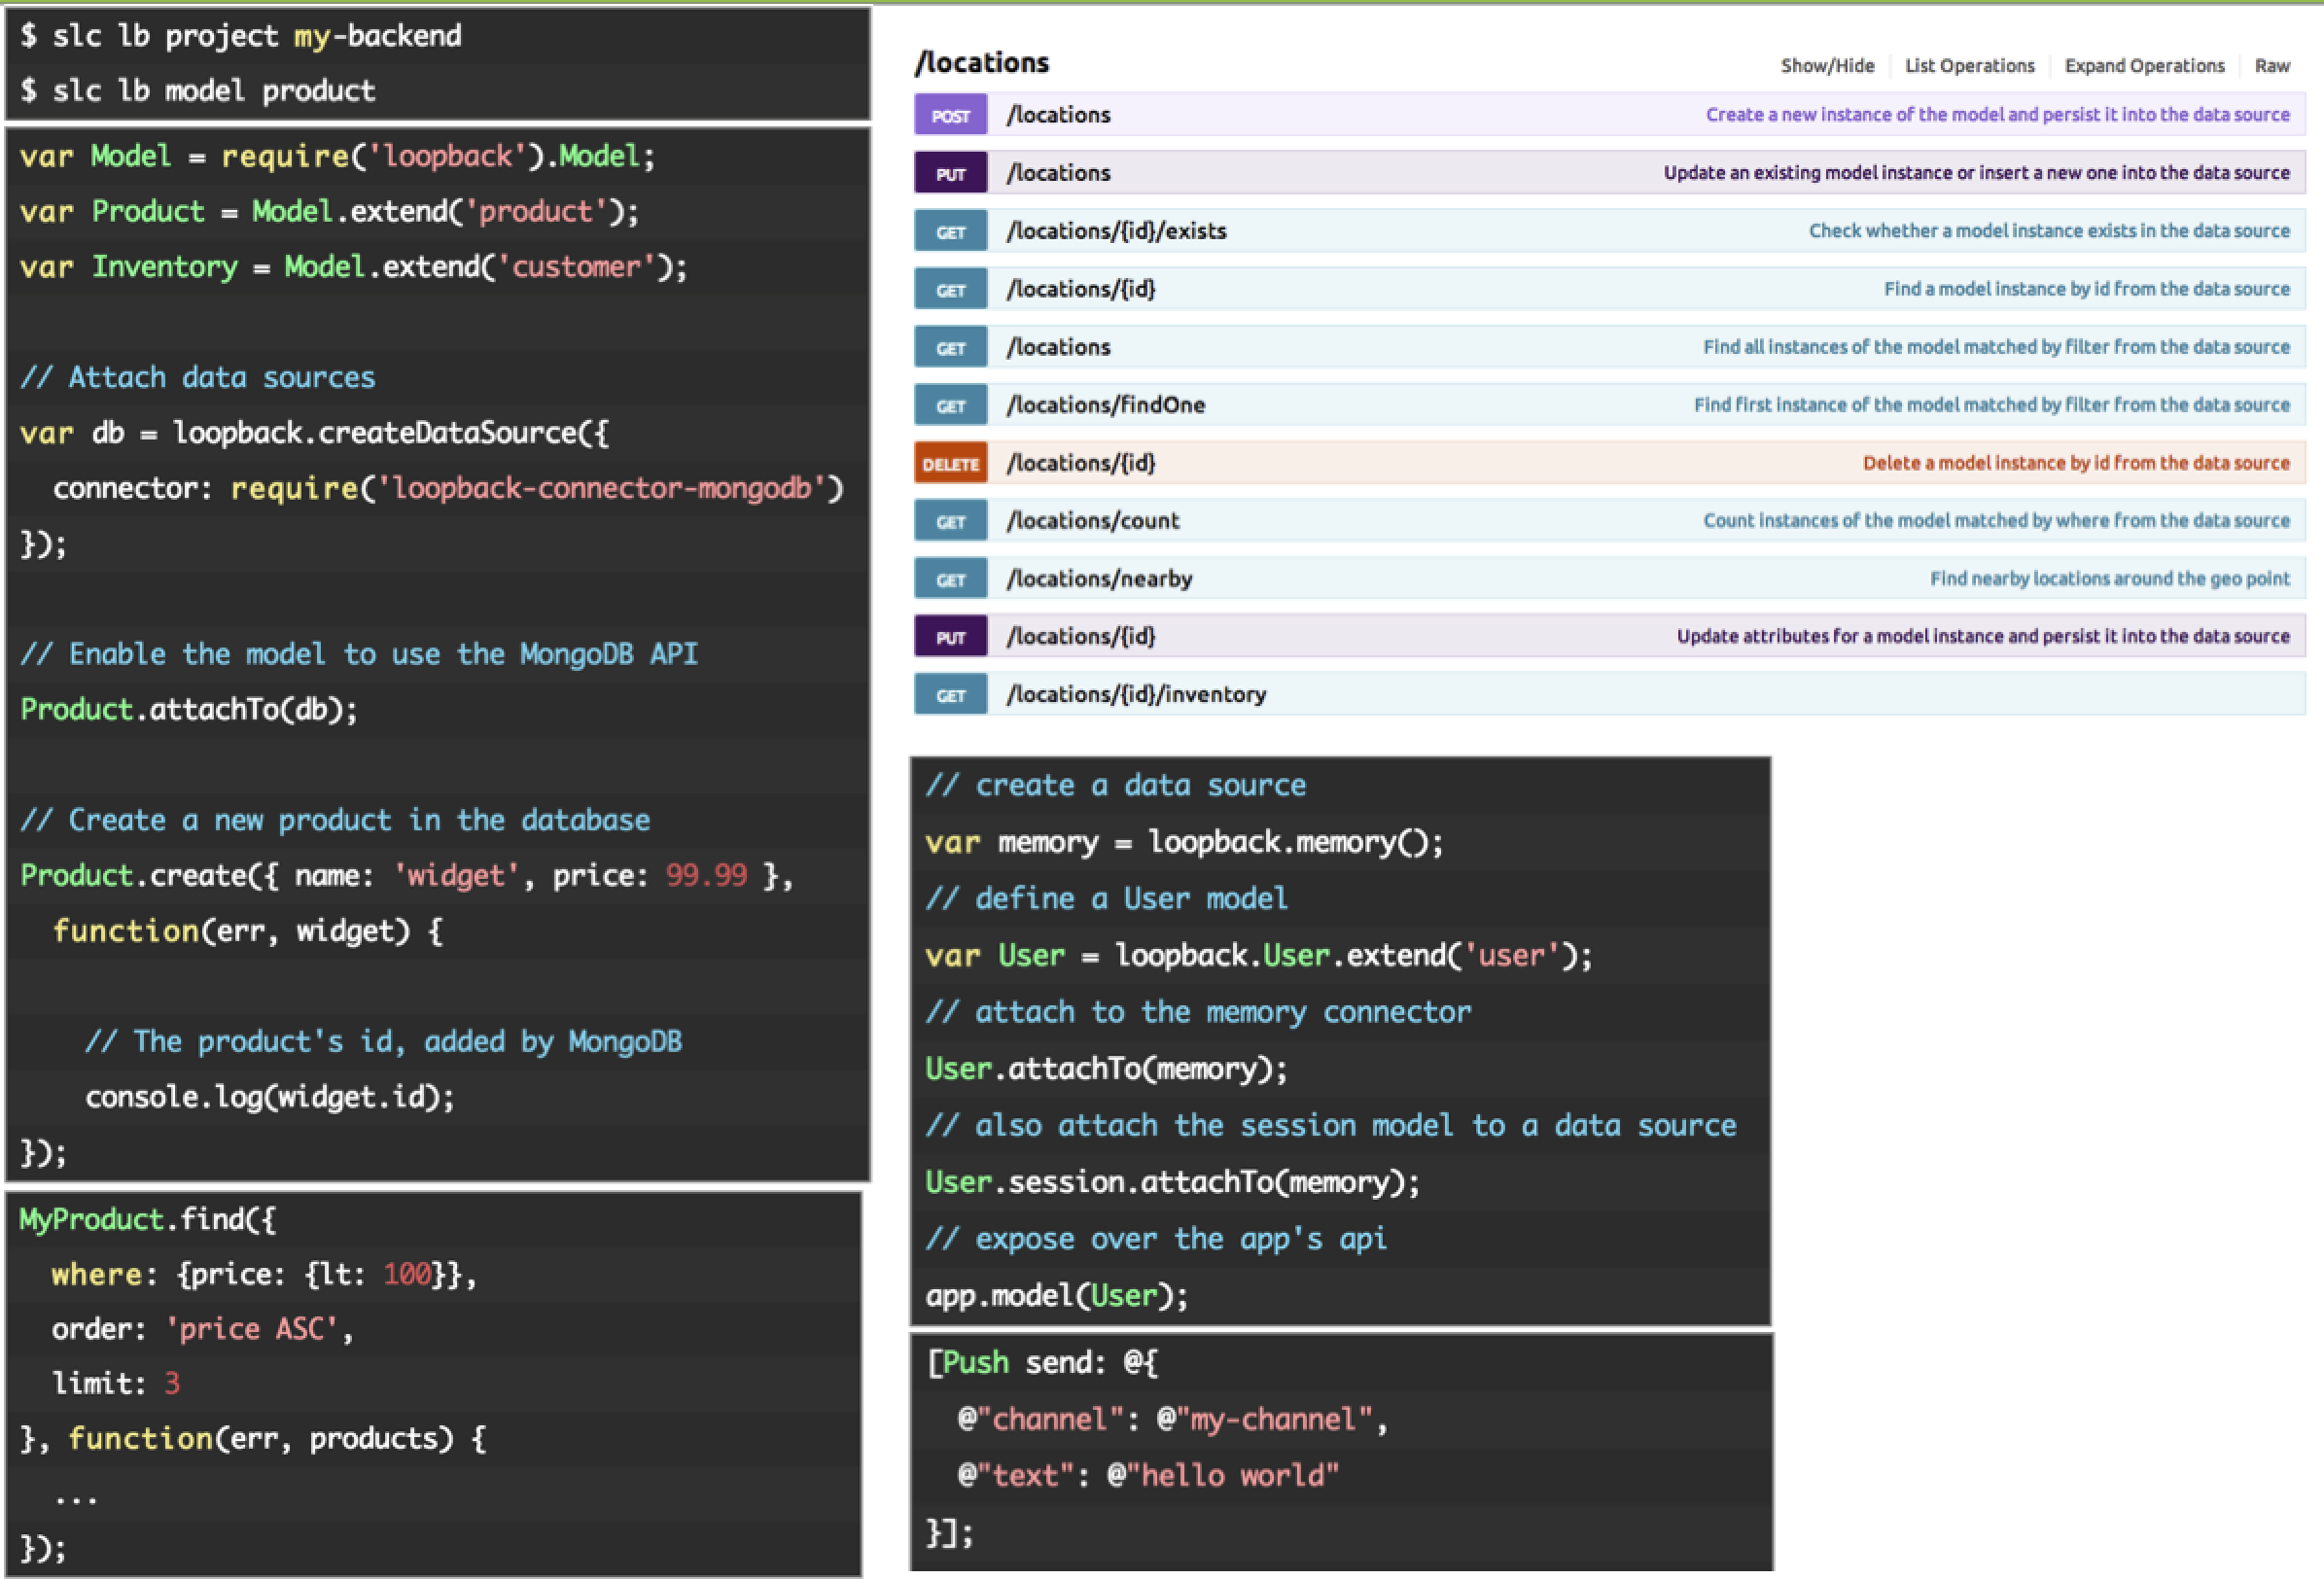 $ slc lb project my-backend
$ slc lb model product
var Model = require('loopback').Model;
var Product = Model.extend('product');
var Inventory = Model.extend('customer');
// Attach data sources
var db = loopback.createDataSource({
  connector: require('loopback-connector-mongodb')
});
// Enable the model to use the MongoDB API
Product.attachTo(db);
// Create a new product in the database
Product.create({ name: 'widget', price: 99.99 },
  function(err, widget) {
    // The product's id, added by MongoDB
    console.log(widget.id);
});
MyProduct.find({
  where: {price: {lt: 100}},
  order: 'price ASC',
  limit: 3
}, function(err, products) {
  ...
});
/locations Show/Hide List Operations Expand Operations Raw
POST /locations Create a new instance of the model and persist it into the data source
PUT /locations Update an existing model instance or insert a new one into the data source
GET /locations/{id}/exists Check whether a model instance exists in the data source
GET /locations/{id} Find a model instance by id from the data source
GET /locations Find all instances of the model matched by filter from the data source
GET /locations/findOne Find first instance of the model matched by filter from the data source
DELETE /locations/{id} Delete a model instance by id from the data source
GET /locations/count Count instances of the model matched by where from the data source
GET /locations/nearby Find nearby locations around the geo point
PUT /locations/{id} Update attributes for a model instance and persist it into the data source
GET /locations/{id}/inventory
// create a data source
var memory = loopback.memory();
// define a User model
var User = loopback.User.extend('user');
// attach to the memory connector
User.attachTo(memory);
// also attach the session model to a data source
User.session.attachTo(memory);
// expose over the app's api
app.model(User);
[Push send: @{
  @"channel": @"my-channel",
  @"text": @"hello world"
}];